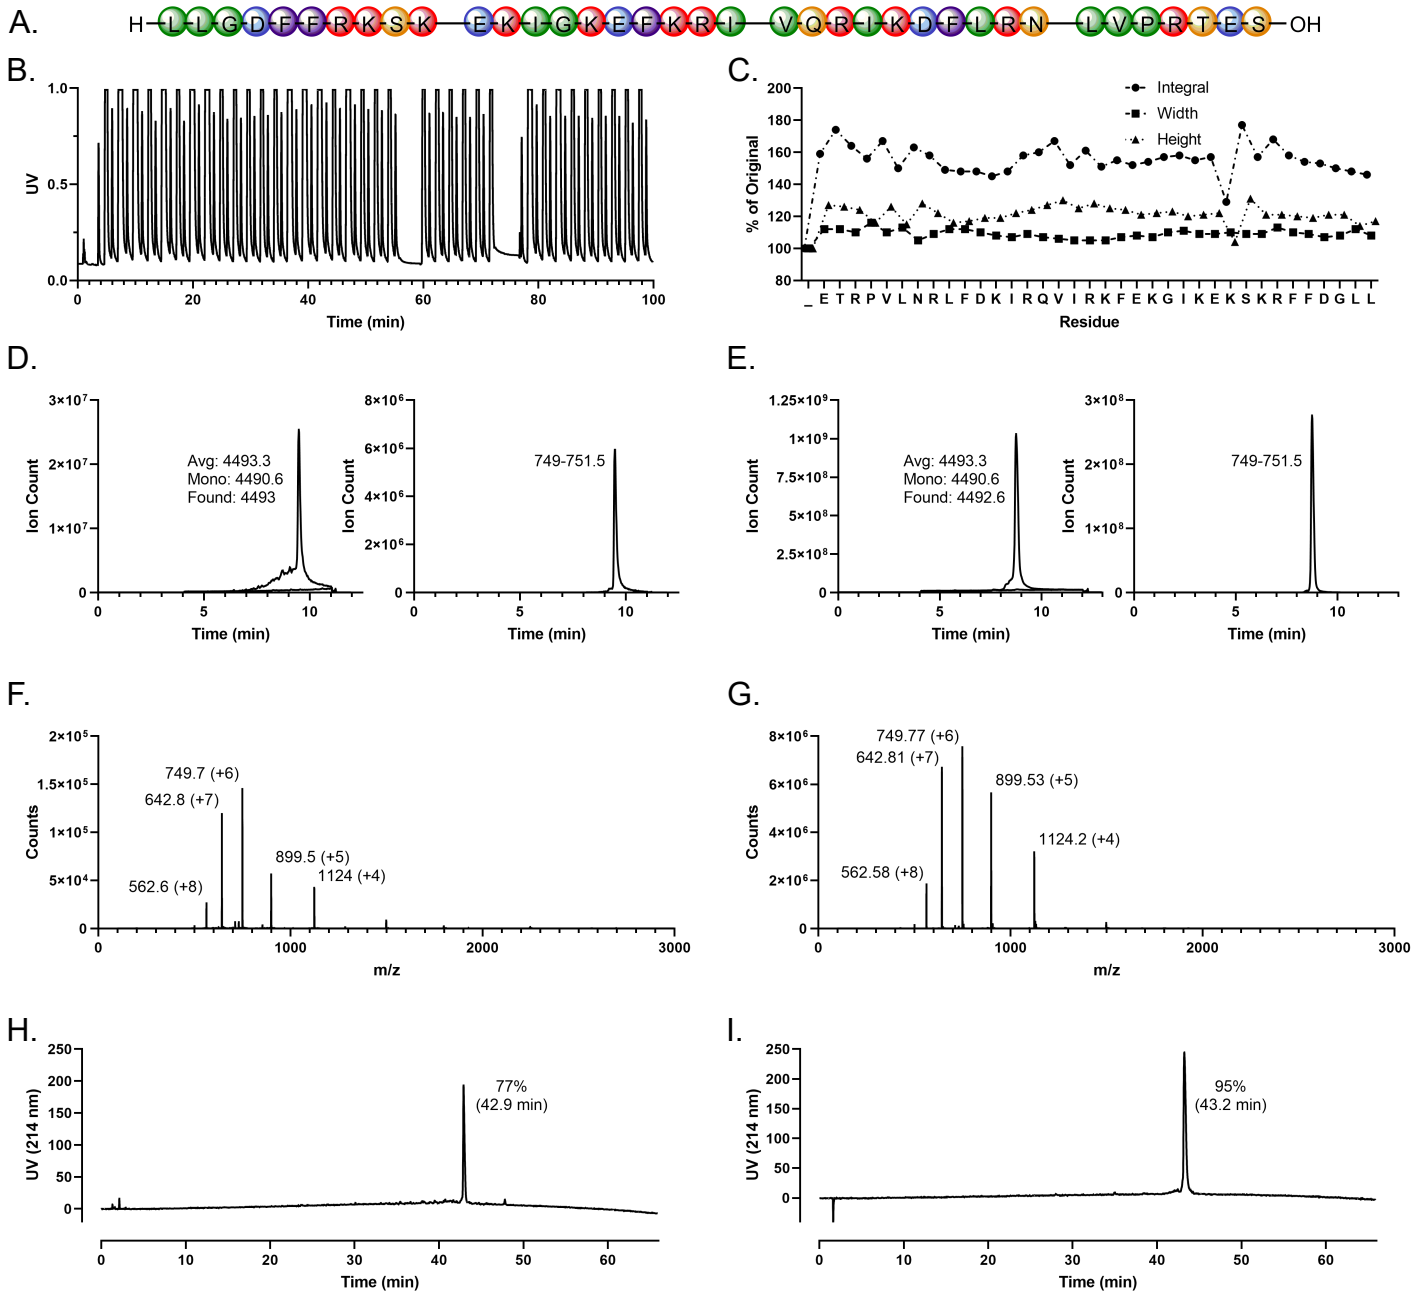 A.
H LLGDFFRKSK EKIGKEFKRI VQRIKDFLRN LVPRTES OH
B.
UV
1.0
0.5
0.0
0 20 40 60 80 100
Time (min)
C.
% of Original
200
180
160
140
120
100
80
Integral
Width
Height
_ E T R P V L N R L F D K I R Q V I R K F E K G I K E K S K R F F D G L L
Residue
D.
Ion Count
3×10⁷
2×10⁷
1×10⁷
0
Avg: 4493.3
Mono: 4490.6
Found: 4493
0 5 10
Time (min)
Ion Count
8×10⁶
6×10⁶
4×10⁶
2×10⁶
0
749-751.5
0 5 10
Time (min)
E.
Ion Count
1.25×10⁹
1×10⁹
7.5×10⁸
5×10⁸
2.5×10⁸
0
Avg: 4493.3
Mono: 4490.6
Found: 4492.6
0 5 10
Time (min)
Ion Count
3×10⁸
2×10⁸
1×10⁸
0
749-751.5
0 5 10
Time (min)
F.
Counts
2×10⁵
1.5×10⁵
1×10⁵
5×10⁴
0
749.7 (+6)
642.8 (+7)
899.5 (+5)
1124 (+4)
562.6 (+8)
0 1000 2000 3000
m/z
G.
Counts
8×10⁶
6×10⁶
4×10⁶
2×10⁶
0
749.77 (+6)
642.81 (+7)
899.53 (+5)
1124.2 (+4)
562.58 (+8)
0 1000 2000 3000
m/z
H.
UV (214 nm)
250
200
150
100
50
0
77%
(42.9 min)
0 10 20 30 40 50 60
Time (min)
I.
UV (214 nm)
250
200
150
100
50
0
95%
(43.2 min)
0 10 20 30 40 50 60
Time (min)